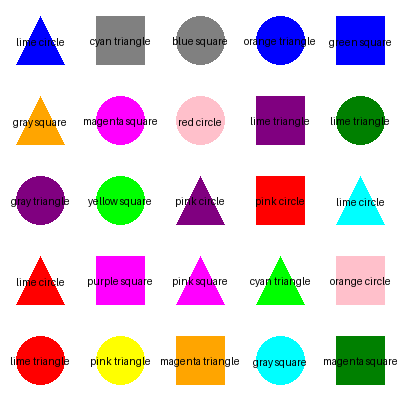 lime circle cyan triangle blue square orange triangle green square
gray square magenta square red circle lime triangle lime triangle
gray triangle yellow square pink circle pink circle lime circle
lime circle purple square pink square cyan triangle orange circle
lime triangle pink triangle magenta triangle gray square magenta square